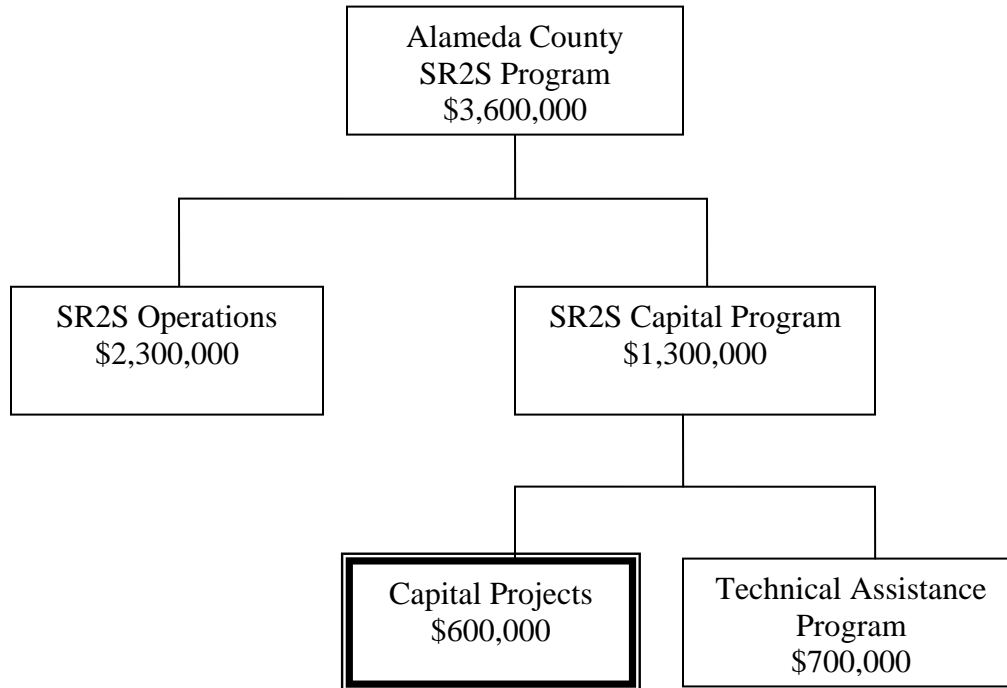 Alameda County
SR2S Program
$3,600,000
SR2S Operations
$2,300,000
SR2S Capital Program
$1,300,000
Capital Projects
$600,000
Technical Assistance
Program
$700,000